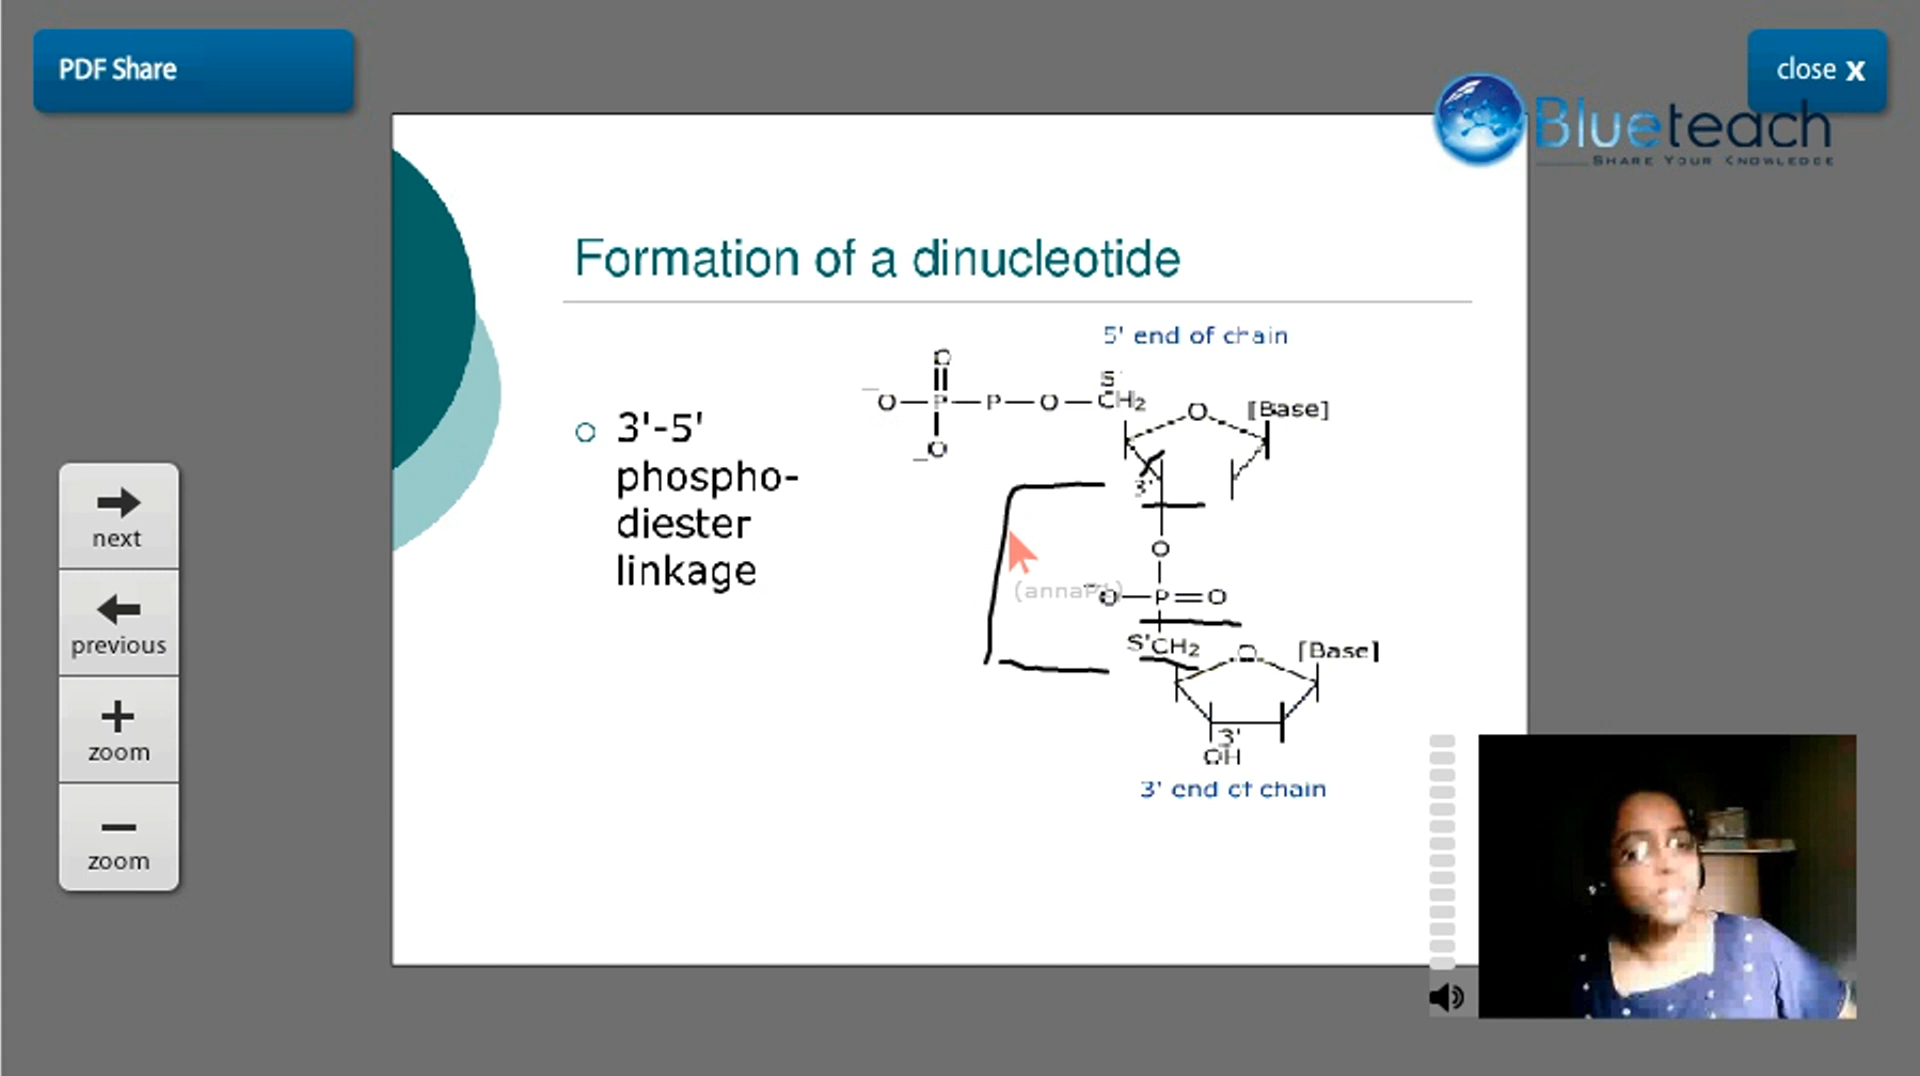 PDF Share
close X
Blueteach
SHARE YOUR KNOWLEDGE
Formation of a dinucleotide
3'-5'
phospho-
diester
linkage
5' end of chain
O
5'
O P P O CH2 O [Base]
O
3'
O
O P O
5'CH2 O [Base]
3'
OH
3' end of chain
next
previous
zoom
zoom